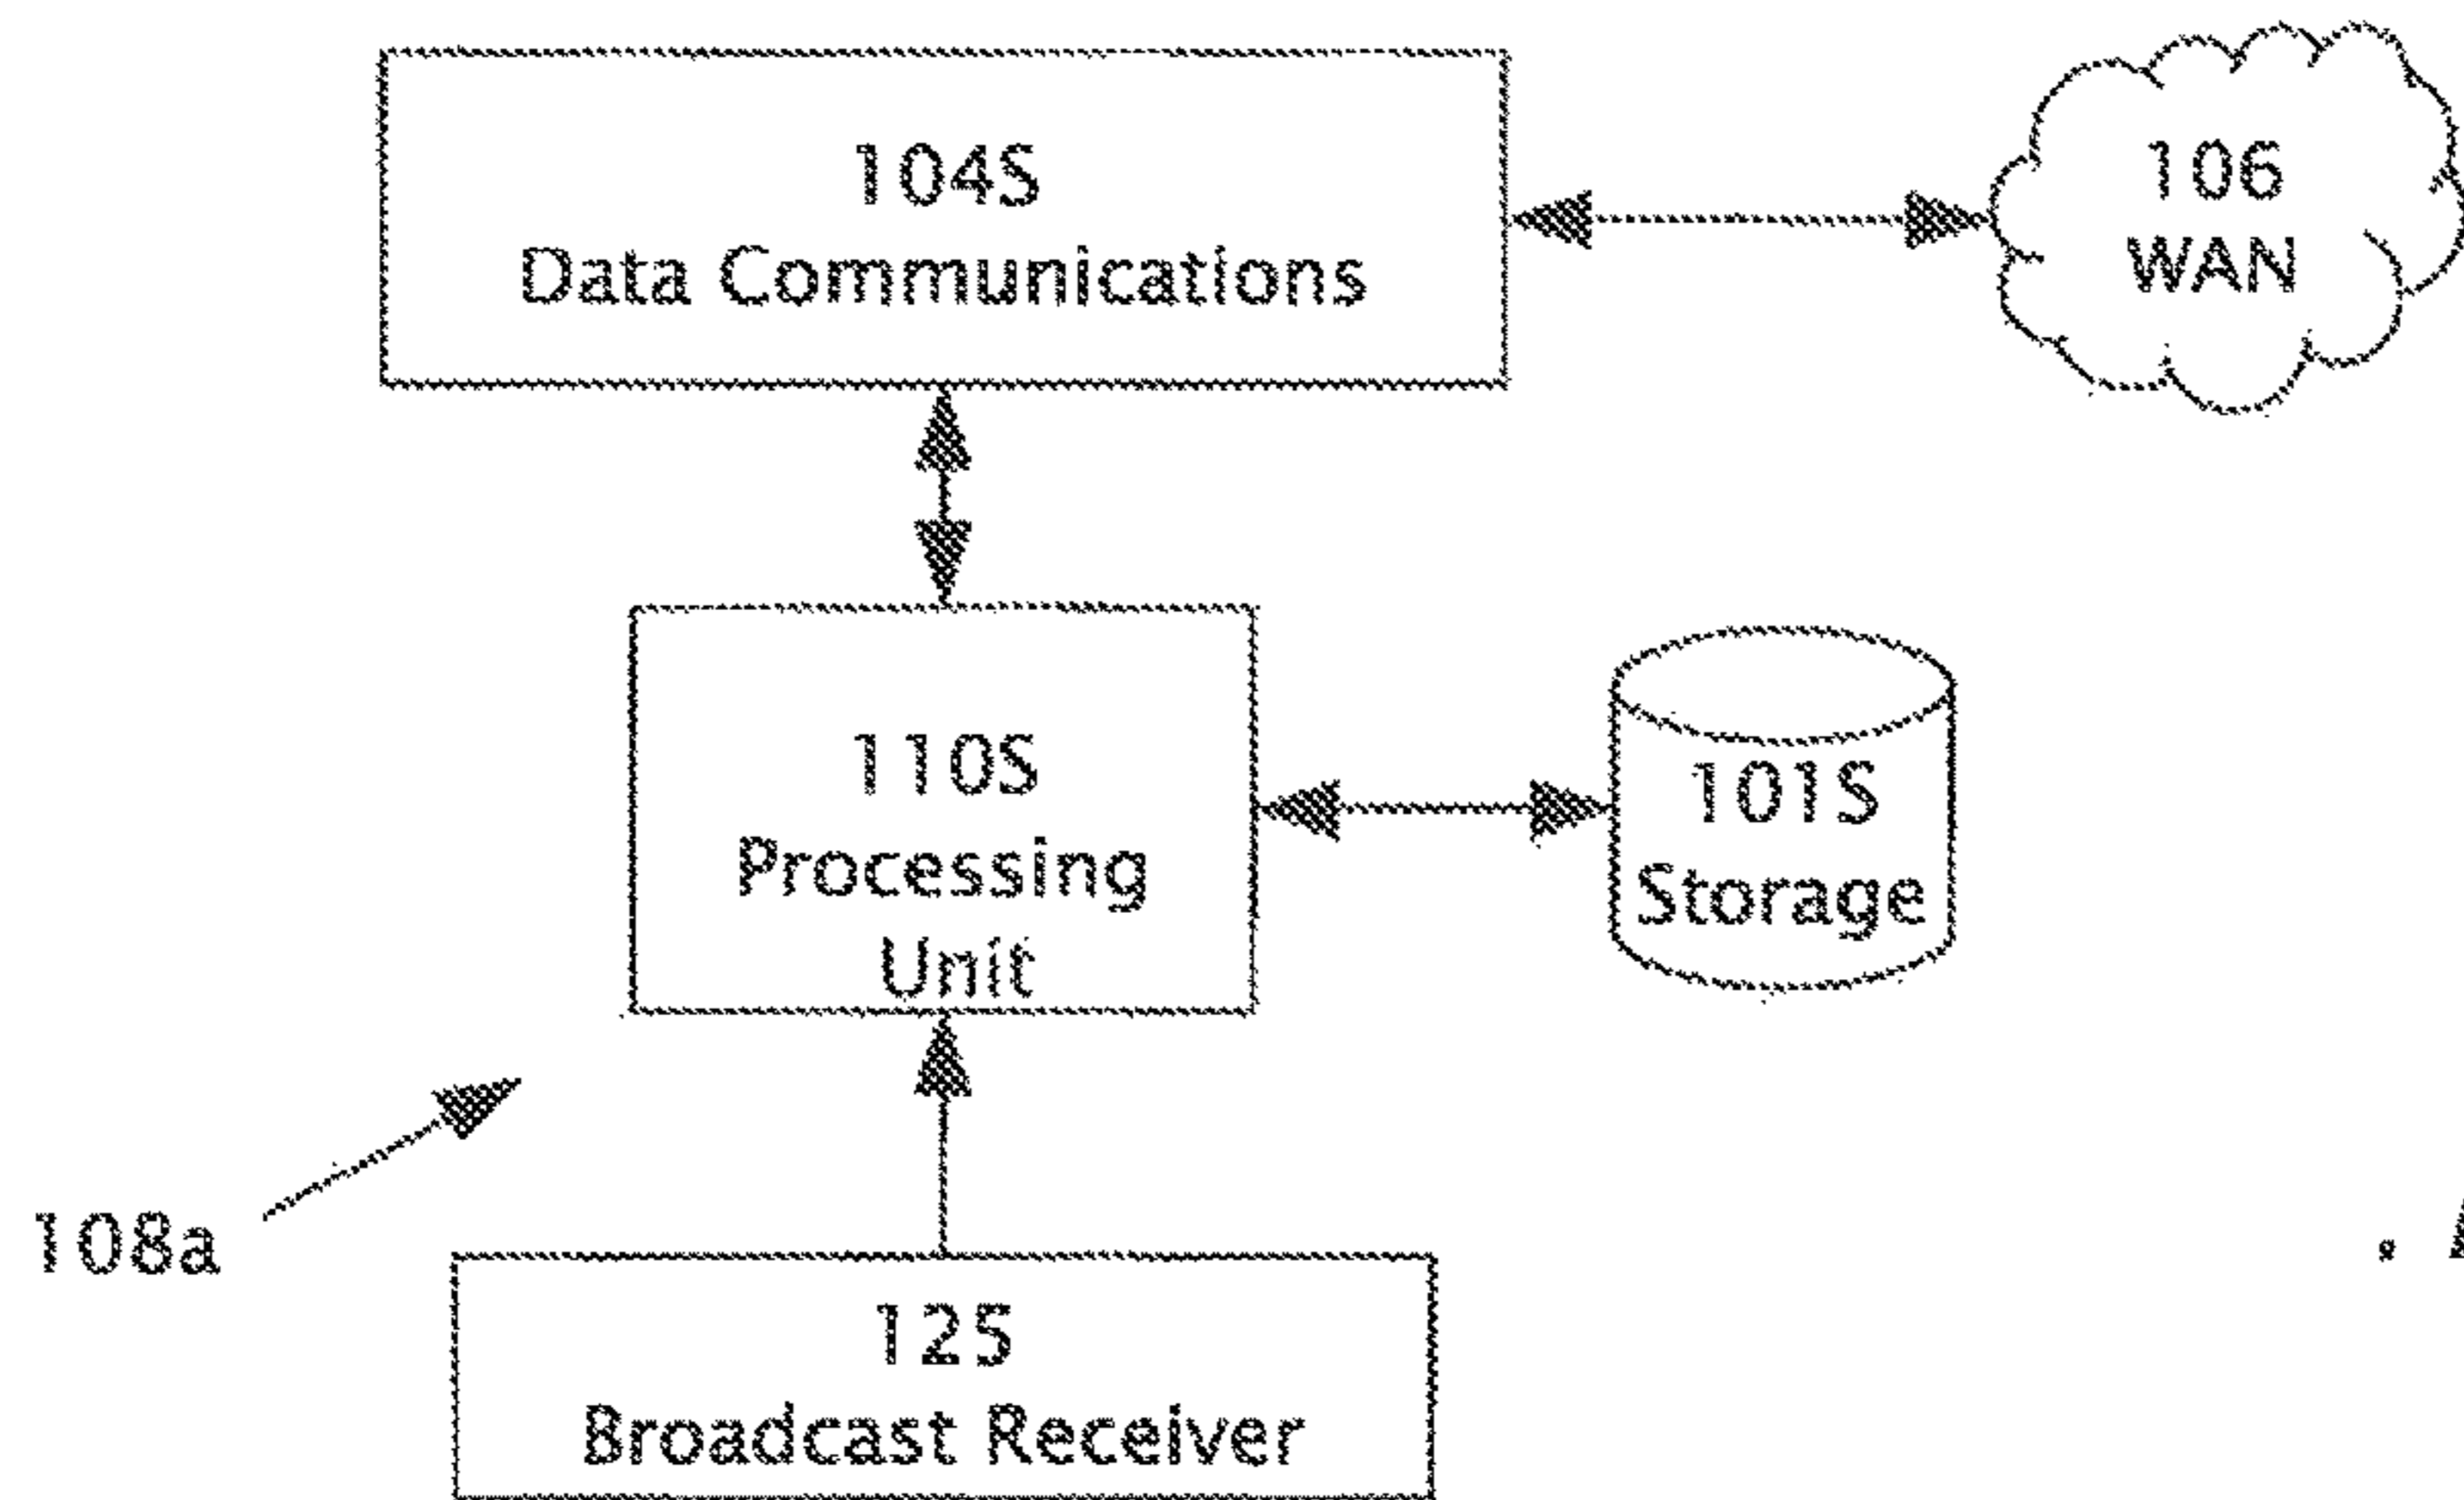 104S
Data Communications
106
WAN
110S
Processing
Unit
101S
Storage
108a
125
Broadcast Receiver